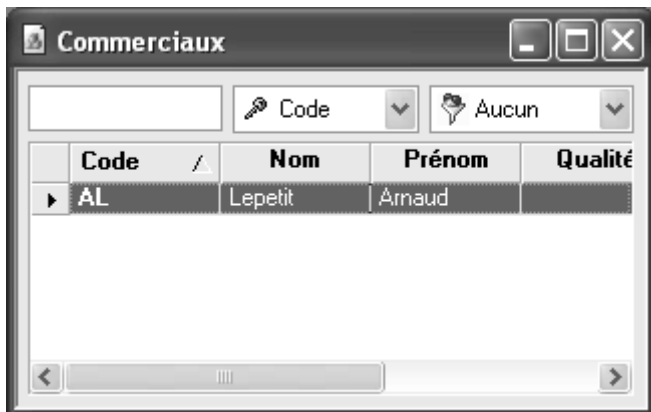 Commerciaux
Code Aucun
Code Nom Prénom Qualité
AL Lepetit Arnaud